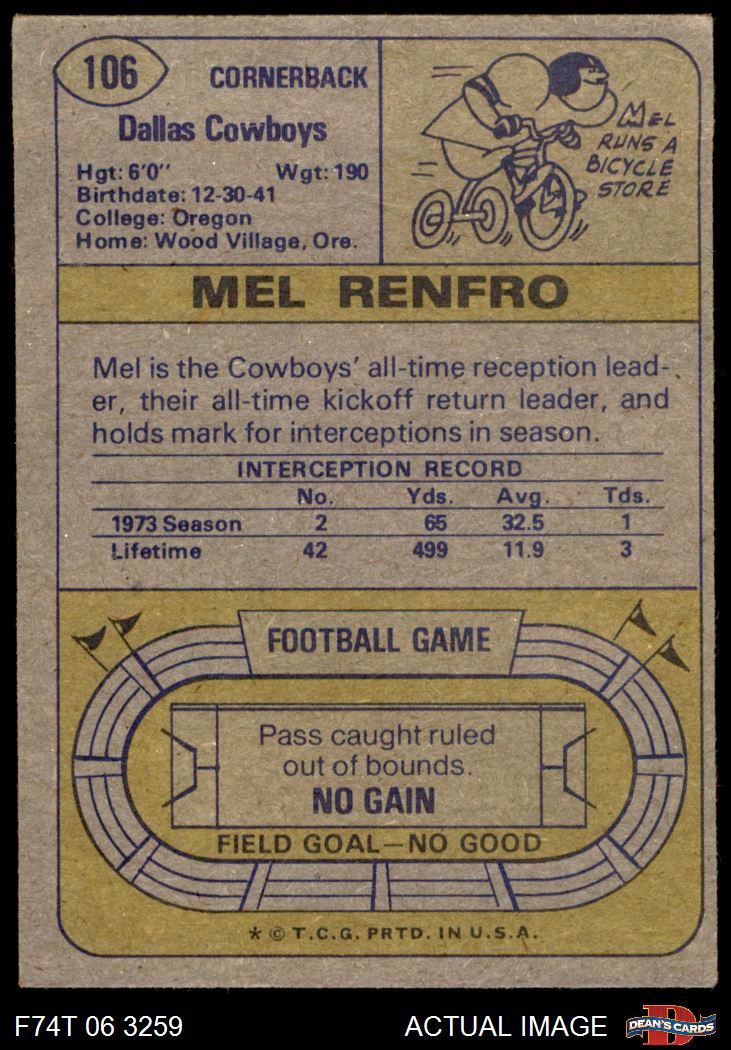 106
CORNERBACK
Dallas Cowboys
Hgt: 6'0" Wgt: 190
Birthdate: 12-30-41
College: Oregon
Home: Wood Village, Ore.
MEL
RUNS A
BICYCLE
STORE
MEL RENFRO
Mel is the Cowboys' all-time reception lead-
er, their all-time kickoff return leader, and
holds mark for interceptions in season.
INTERCEPTION RECORD
No. Yds. Avg. Tds.
1973 Season 2 65 32.5 1
Lifetime 42 499 11.9 3
FOOTBALL GAME
Pass caught ruled
out of bounds.
NO GAIN
FIELD GOAL—NO GOOD
* © T.C.G. PRTD. IN U.S.A.
F74T 06 3259 ACTUAL IMAGE
D
DEAN'S CARDS